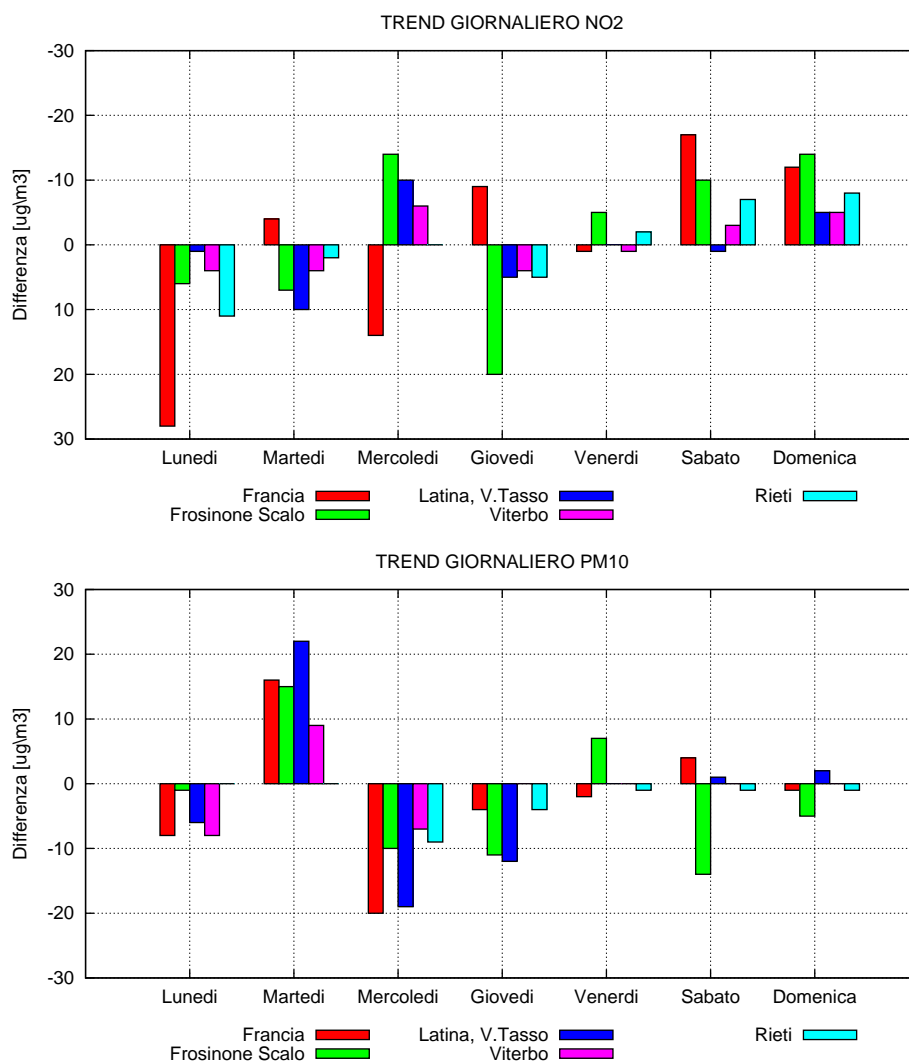 TREND GIORNALIERO NO2
-30
-20
-10
0
10
20
30
Differenza [ug\m3]
Lunedi Martedi Mercoledi Giovedi Venerdi Sabato Domenica
Francia Latina, V.Tasso Rieti
Frosinone Scalo Viterbo
TREND GIORNALIERO PM10
30
20
10
0
-10
-20
-30
Differenza [ug\m3]
Lunedi Martedi Mercoledi Giovedi Venerdi Sabato Domenica
Francia Latina, V.Tasso Rieti
Frosinone Scalo Viterbo